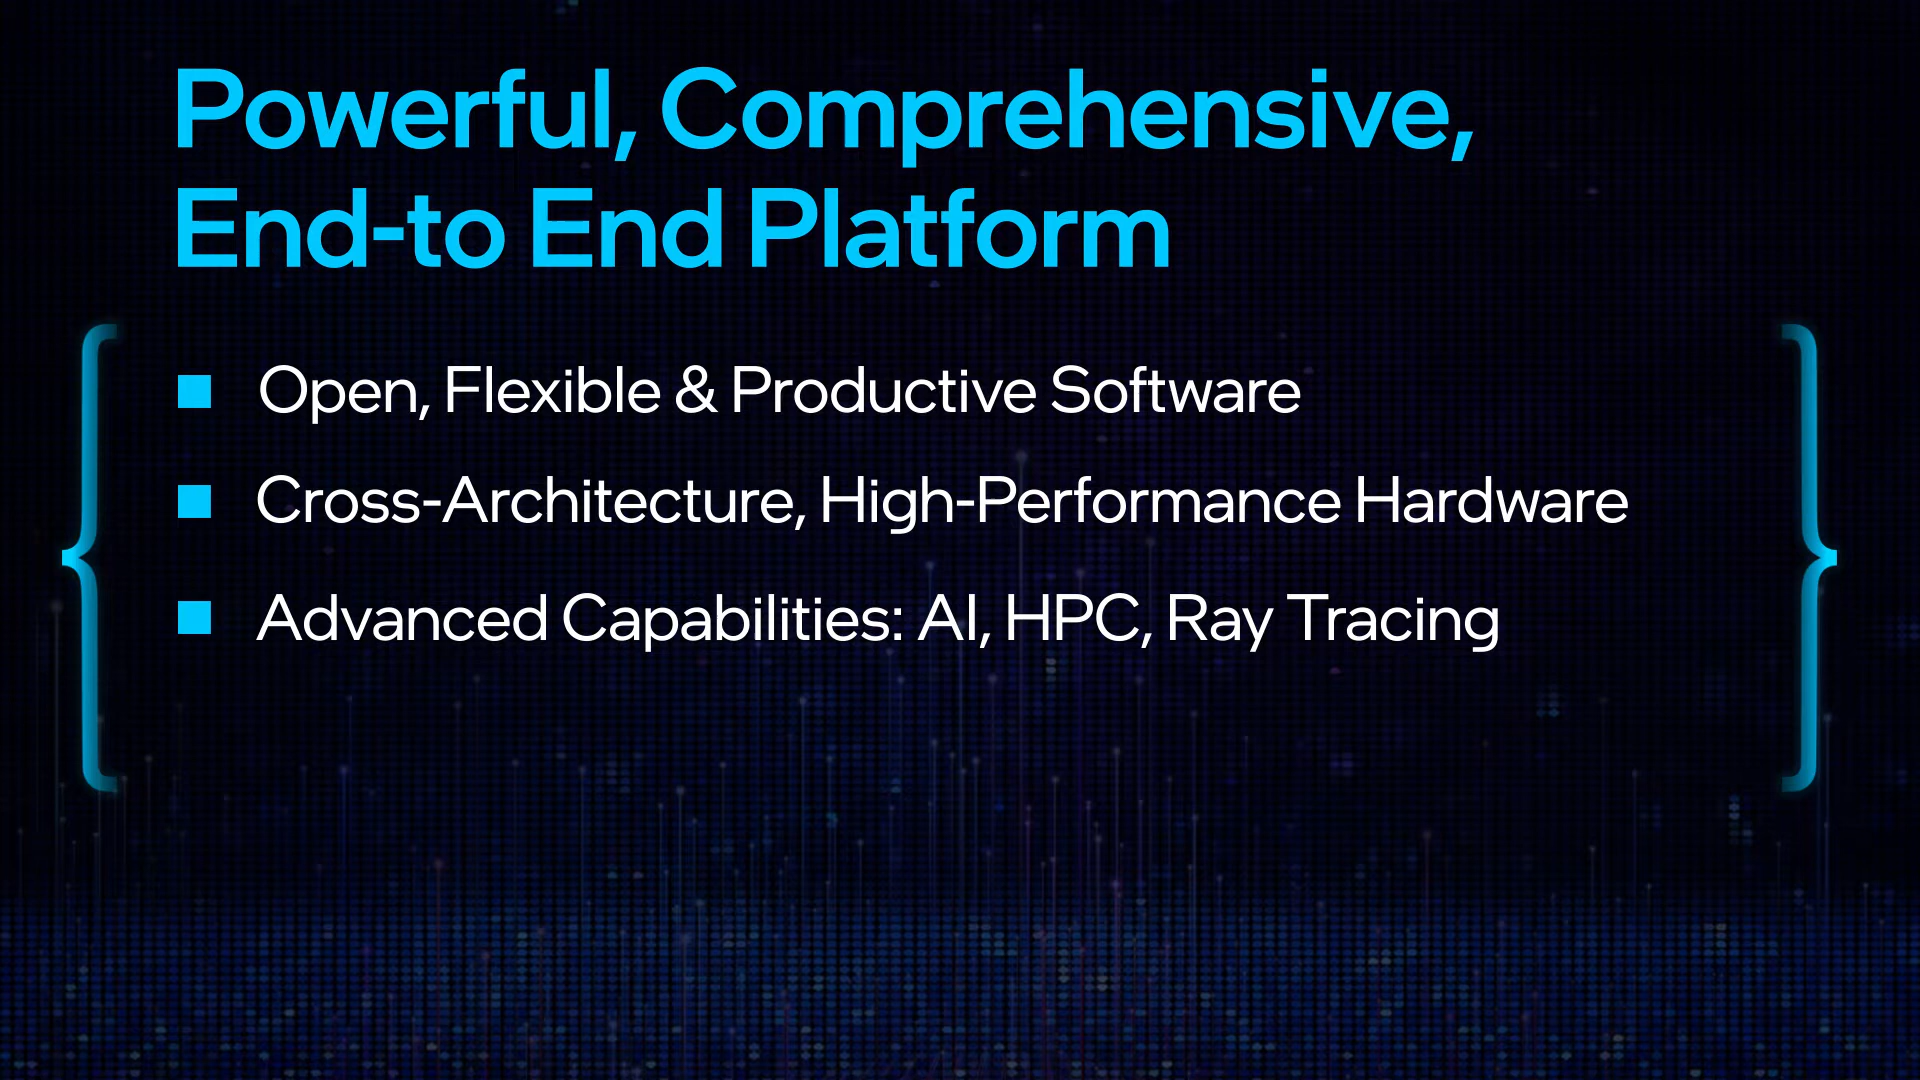 Powerful, Comprehensive,
End-to End Platform
Open, Flexible & Productive Software
Cross-Architecture, High-Performance Hardware
Advanced Capabilities: AI, HPC, Ray Tracing